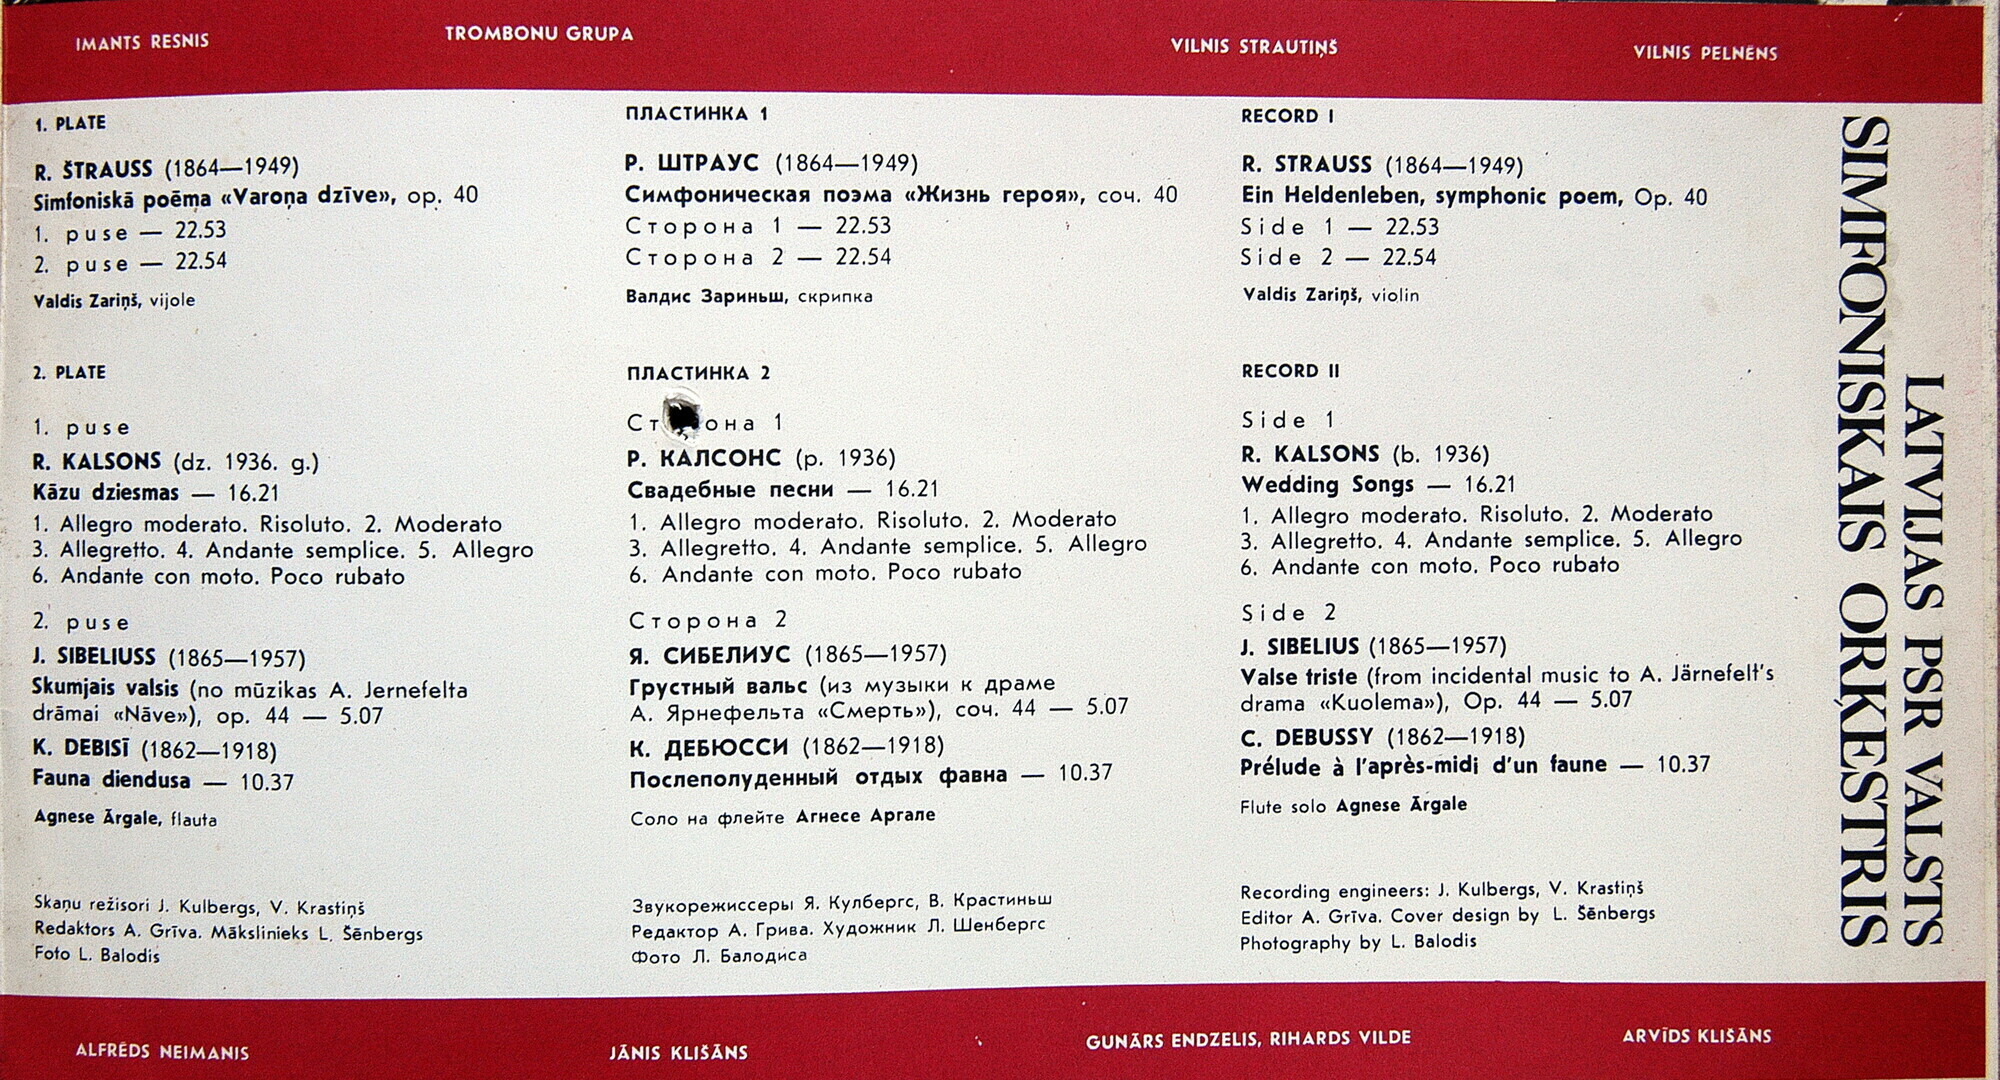 IMANTS RESNIS
TROMBONU GRUPA
VILNIS STRAUTIŅŠ
VILNIS PELNĒNS
1. PLATE
R. ŠTRAUSS (1864—1949)
Simfoniskā poēma «Varoņa dzīve», op. 40
1. puse — 22.53
2. puse — 22.54
Valdis Zariņš, vijole
2. PLATE
1. puse
R. KALSONS (dz. 1936. g.)
Kāzu dziesmas — 16.21
1. Allegro moderato. Risoluto. 2. Moderato
3. Allegretto. 4. Andante semplice. 5. Allegro
6. Andante con moto. Poco rubato
2. puse
J. SIBELIUSS (1865—1957)
Skumjais valsis (no mūzikas A. Jernefelta
drāmai «Nāve»), op. 44 — 5.07
K. DEBISĪ (1862—1918)
Fauna diendusa — 10.37
Agnese Ārgale, flauta
Skaņu režisori J. Kulbergs, V. Krastiņš
Redaktors A. Grīva. Mākslinieks L. Šēnbergs
Foto L. Balodis
ПЛАСТИНКА 1
Р. ШТРАУС (1864—1949)
Симфоническая поэма «Жизнь героя», соч. 40
Сторона 1 — 22.53
Сторона 2 — 22.54
Валдис Зариньш, скрипка
ПЛАСТИНКА 2
Ст она 1
Р. КАЛСОНС (р. 1936)
Свадебные песни — 16.21
1. Allegro moderato. Risoluto. 2. Moderato
3. Allegretto. 4. Andante semplice. 5. Allegro
6. Andante con moto. Poco rubato
Сторона 2
Я. СИБЕЛИУС (1865—1957)
Грустный вальс (из музыки к драме
А. Ярнефельта «Смерть»), соч. 44 — 5.07
К. ДЕБЮССИ (1862—1918)
Послеполуденный отдых фавна — 10.37
Соло на флейте Агнесе Аргале
Звукорежиссеры Я. Кулбергс, В. Крастиньш
Редактор А. Грива. Художник Л. Шенбергс
Фото Л. Балодиса
RECORD I
R. STRAUSS (1864—1949)
Ein Heldenleben, symphonic poem, Op. 40
Side 1 — 22.53
Side 2 — 22.54
Valdis Zariņš, violin
RECORD II
Side 1
R. KALSONS (b. 1936)
Wedding Songs — 16.21
1. Allegro moderato. Risoluto. 2. Moderato
3. Allegretto. 4. Andante semplice. 5. Allegro
6. Andante con moto. Poco rubato
Side 2
J. SIBELIUS (1865—1957)
Valse triste (from incidental music to A. Järnefelt's
drama «Kuolema»), Op. 44 — 5.07
C. DEBUSSY (1862—1918)
Prélude à l'après-midi d'un faune — 10.37
Flute solo Agnese Ārgale
Recording engineers: J. Kulbergs, V. Krastiņš
Editor A. Grīva. Cover design by L. Šēnbergs
Photography by L. Balodis
LATVIJAS PSR VALSTS
SIMFONISKAIS ORĶESTRIS
ALFRĒDS NEIMANIS
JĀNIS KLIŠĀNS
GUNĀRS ENDZELIS, RIHARDS VILDE
ARVĪDS KLIŠĀNS